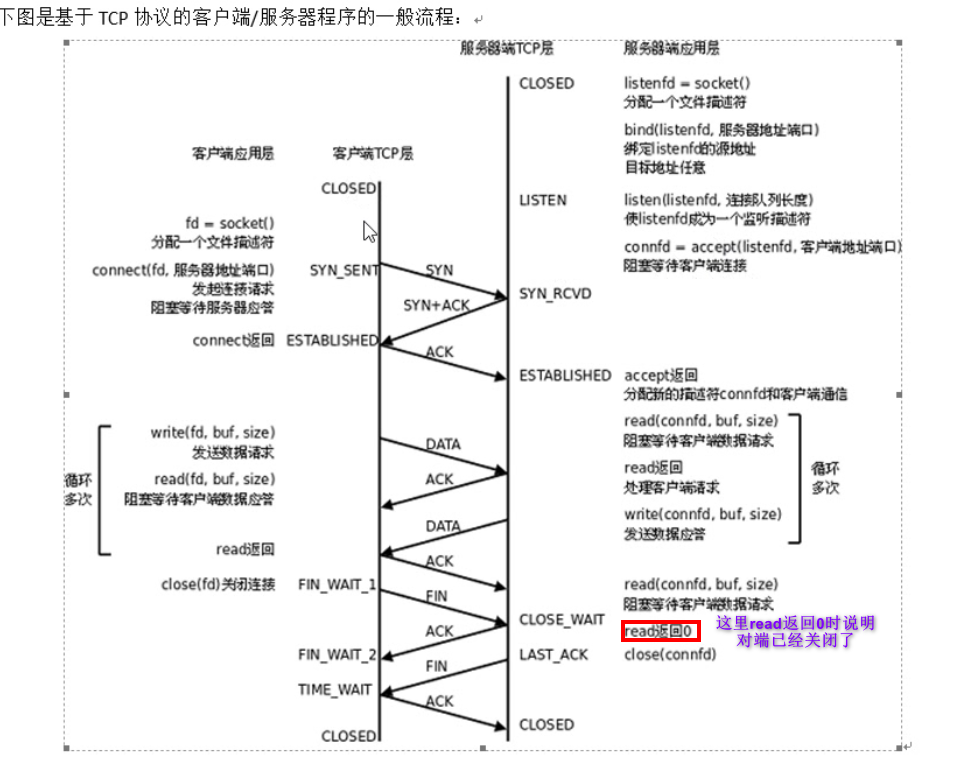 下图是基于 TCP 协议的客户端/服务器程序的一般流程：
服务器端TCP层
服务器端应用层
CLOSED
listenfd = socket()
分配一个文件描述符
bind(listenfd, 服务器地址端口)
绑定listenfd的源地址
目标地址任意
客户端应用层
客户端TCP层
CLOSED
LISTEN
listen(listenfd, 连接队列长度)
使listenfd成为一个监听描述符
fd = socket()
分配一个文件描述符
connfd = accept(listenfd, 客户端地址端口)
阻塞等待客户端连接
connect(fd, 服务器地址端口)
发起连接请求
阻塞等待服务器应答
SYN_SENT
SYN
SYN_RCVD
SYN+ACK
connect返回
ESTABLISHED
ACK
ESTABLISHED
accept返回
分配新的描述符connfd和客户端通信
write(fd, buf, size)
发送数据请求
DATA
read(connfd, buf, size)
阻塞等待客户端数据请求
循环
多次
read(fd, buf, size)
阻塞等待客户端数据应答
ACK
read返回
处理客户端请求
循环
多次
DATA
write(connfd, buf, size)
发送数据应答
read返回
ACK
close(fd)关闭连接
FIN_WAIT_1
FIN
read(connfd, buf, size)
阻塞等待客户端数据请求
CLOSE_WAIT
read返回0
这里read返回0时说明
对端已经关闭了
ACK
FIN_WAIT_2
LAST_ACK
close(connfd)
FIN
TIME_WAIT
ACK
CLOSED
CLOSED